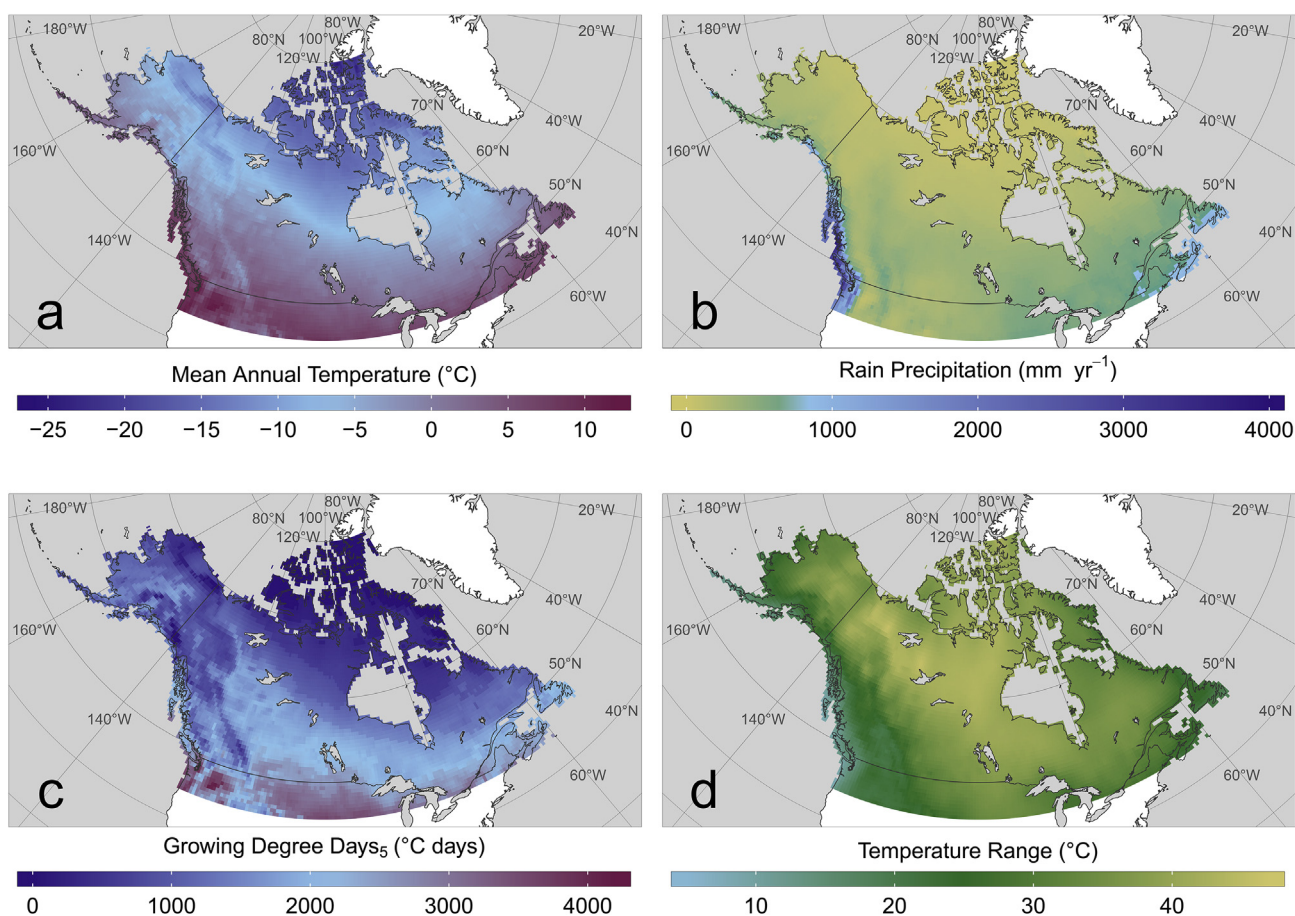 180°W
80°W
20°W
80°N
100°W
120°W
70°N
40°W
160°W
60°N
50°N
140°W
40°N
60°W
a
Mean Annual Temperature (°C)
−25 −20 −15 −10 −5 0 5 10
180°W
80°W
20°W
80°N
100°W
120°W
70°N
40°W
160°W
60°N
50°N
140°W
40°N
60°W
b
Rain Precipitation (mm yr⁻¹)
0 1000 2000 3000 4000
180°W
80°W
20°W
80°N
100°W
120°W
70°N
40°W
160°W
60°N
50°N
140°W
40°N
60°W
c
Growing Degree Days₅ (°C days)
0 1000 2000 3000 4000
180°W
80°W
20°W
80°N
100°W
120°W
70°N
40°W
160°W
60°N
50°N
140°W
40°N
60°W
d
Temperature Range (°C)
10 20 30 40